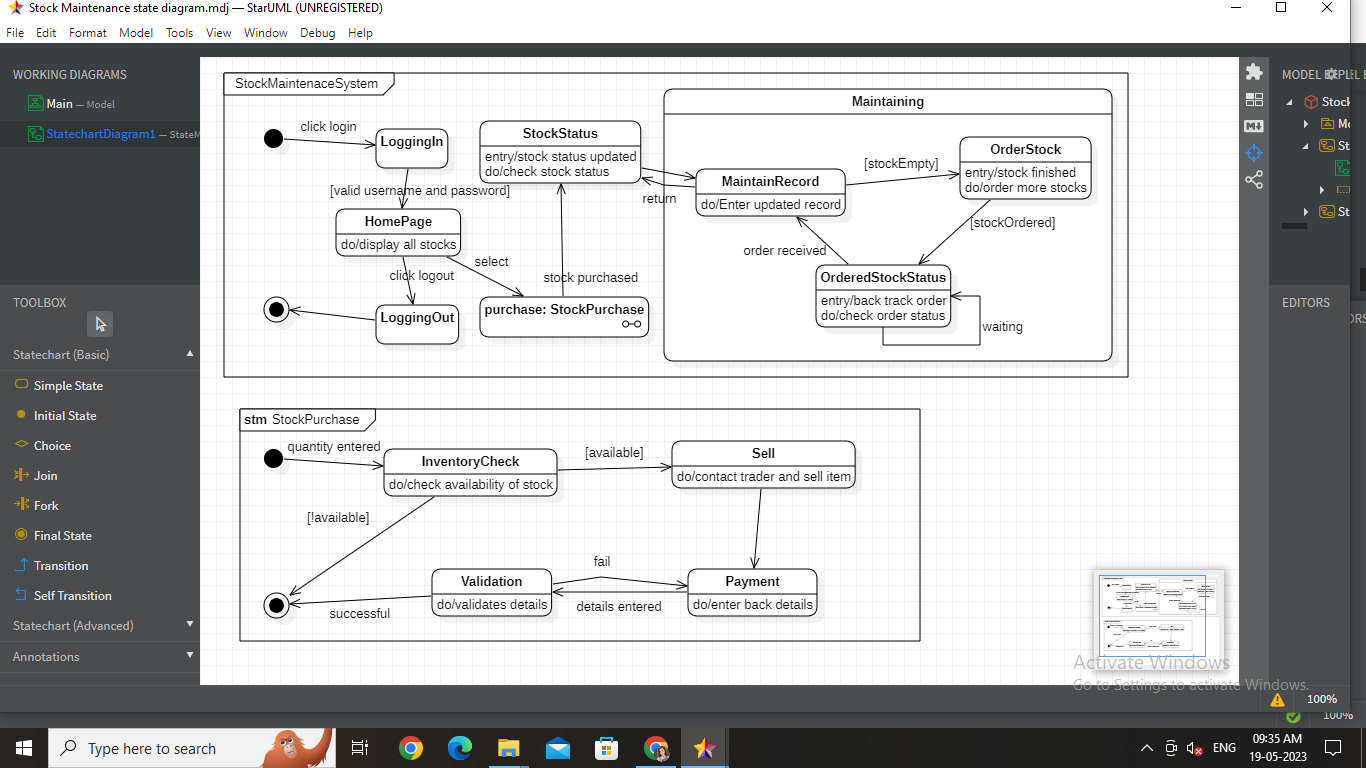 Stock Maintenance state diagram.mdj — StarUML (UNREGISTERED)
File Edit Format Model Tools View Window Debug Help
WORKING DIAGRAMS
Main — Model
StatechartDiagram1 — StateM
TOOLBOX
Statechart (Basic)
Simple State
Initial State
Choice
Join
Fork
Final State
Transition
Self Transition
Statechart (Advanced)
Annotations
StockMaintenaceSystem
click login
LoggingIn
[valid username and password]
HomePage
do/display all stocks
click logout
select
LoggingOut
StockStatus
entry/stock status updated
do/check stock status
stock purchased
purchase: StockPurchase
return
Maintaining
MaintainRecord
do/Enter updated record
[stockEmpty]
OrderStock
entry/stock finished
do/order more stocks
[stockOrdered]
order received
OrderedStockStatus
entry/back track order
do/check order status
waiting
stm StockPurchase
quantity entered
InventoryCheck
do/check availability of stock
[available]
Sell
do/contact trader and sell item
[!available]
fail
Validation
do/validates details
Payment
do/enter back details
details entered
successful
M↓
MODEL EXPL
Stock
Mo
St
St
EDITORS
ORS
Activate Windows
Go to Settings to activate Windows.
100%
100%
Type here to search
ENG
09:35 AM
19-05-2023